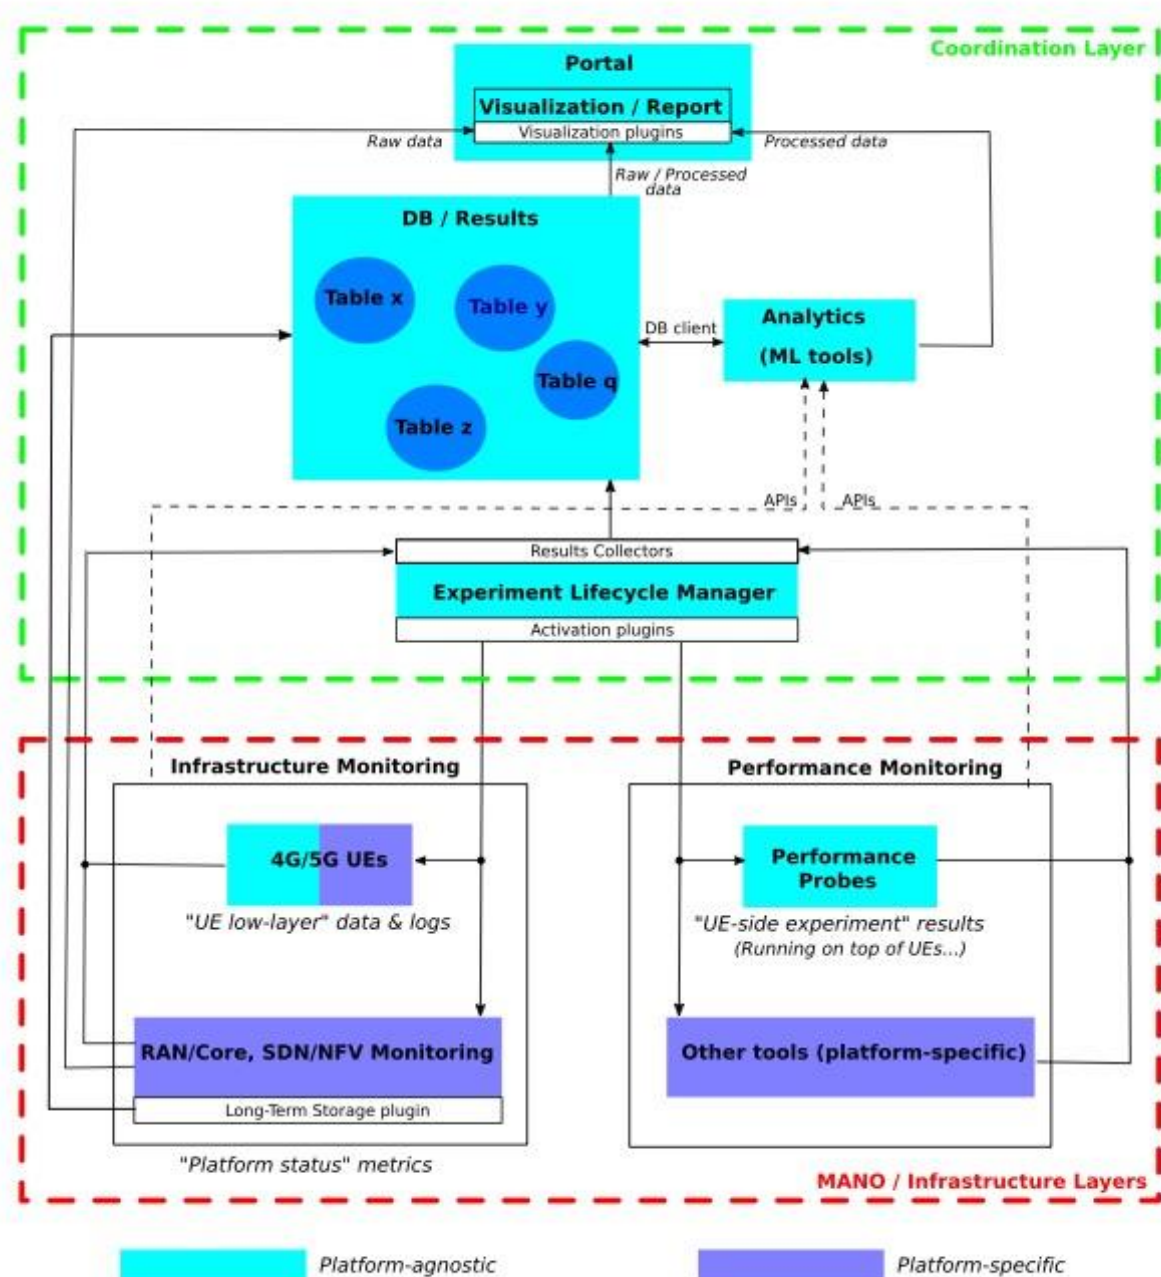 Coordination Layer
Portal
Visualization / Report
Visualization plugins
Raw data
Processed data
Raw / Processed
data
DB / Results
Table x
Table y
Table q
Table z
DB client
Analytics
(ML tools)
APIs
APIs
Results Collectors
Experiment Lifecycle Manager
Activation plugins
Infrastructure Monitoring
Performance Monitoring
4G/5G UEs
"UE low-layer" data & logs
Performance
Probes
"UE-side experiment" results
(Running on top of UEs...)
RAN/Core, SDN/NFV Monitoring
Long-Term Storage plugin
Other tools (platform-specific)
"Platform status" metrics
MANO / Infrastructure Layers
Platform-agnostic
Platform-specific